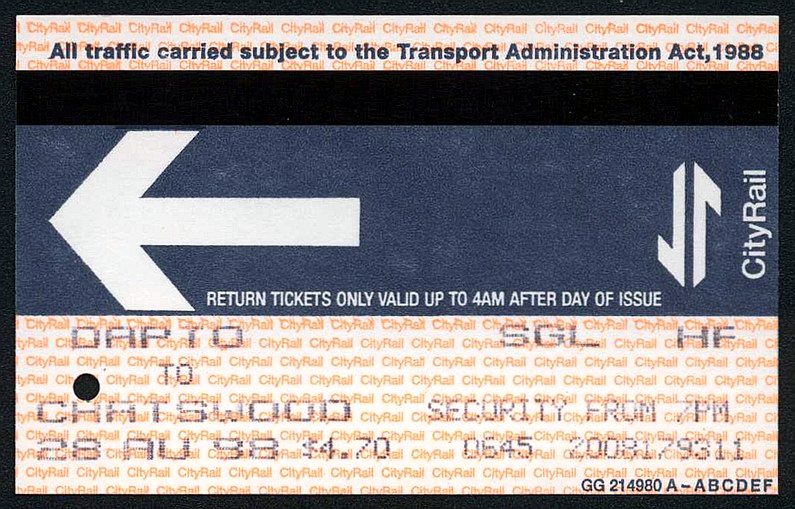 All traffic carried subject to the Transport Administration Act, 1988
CityRail
RETURN TICKETS ONLY VALID UP TO 4AM AFTER DAY OF ISSUE
DAPTO SGL HF
TO
CHATSWOOD SECURITY FROM 7PM
28 AU 98 $4.70 0645
GG 214980 A-ABCDEF